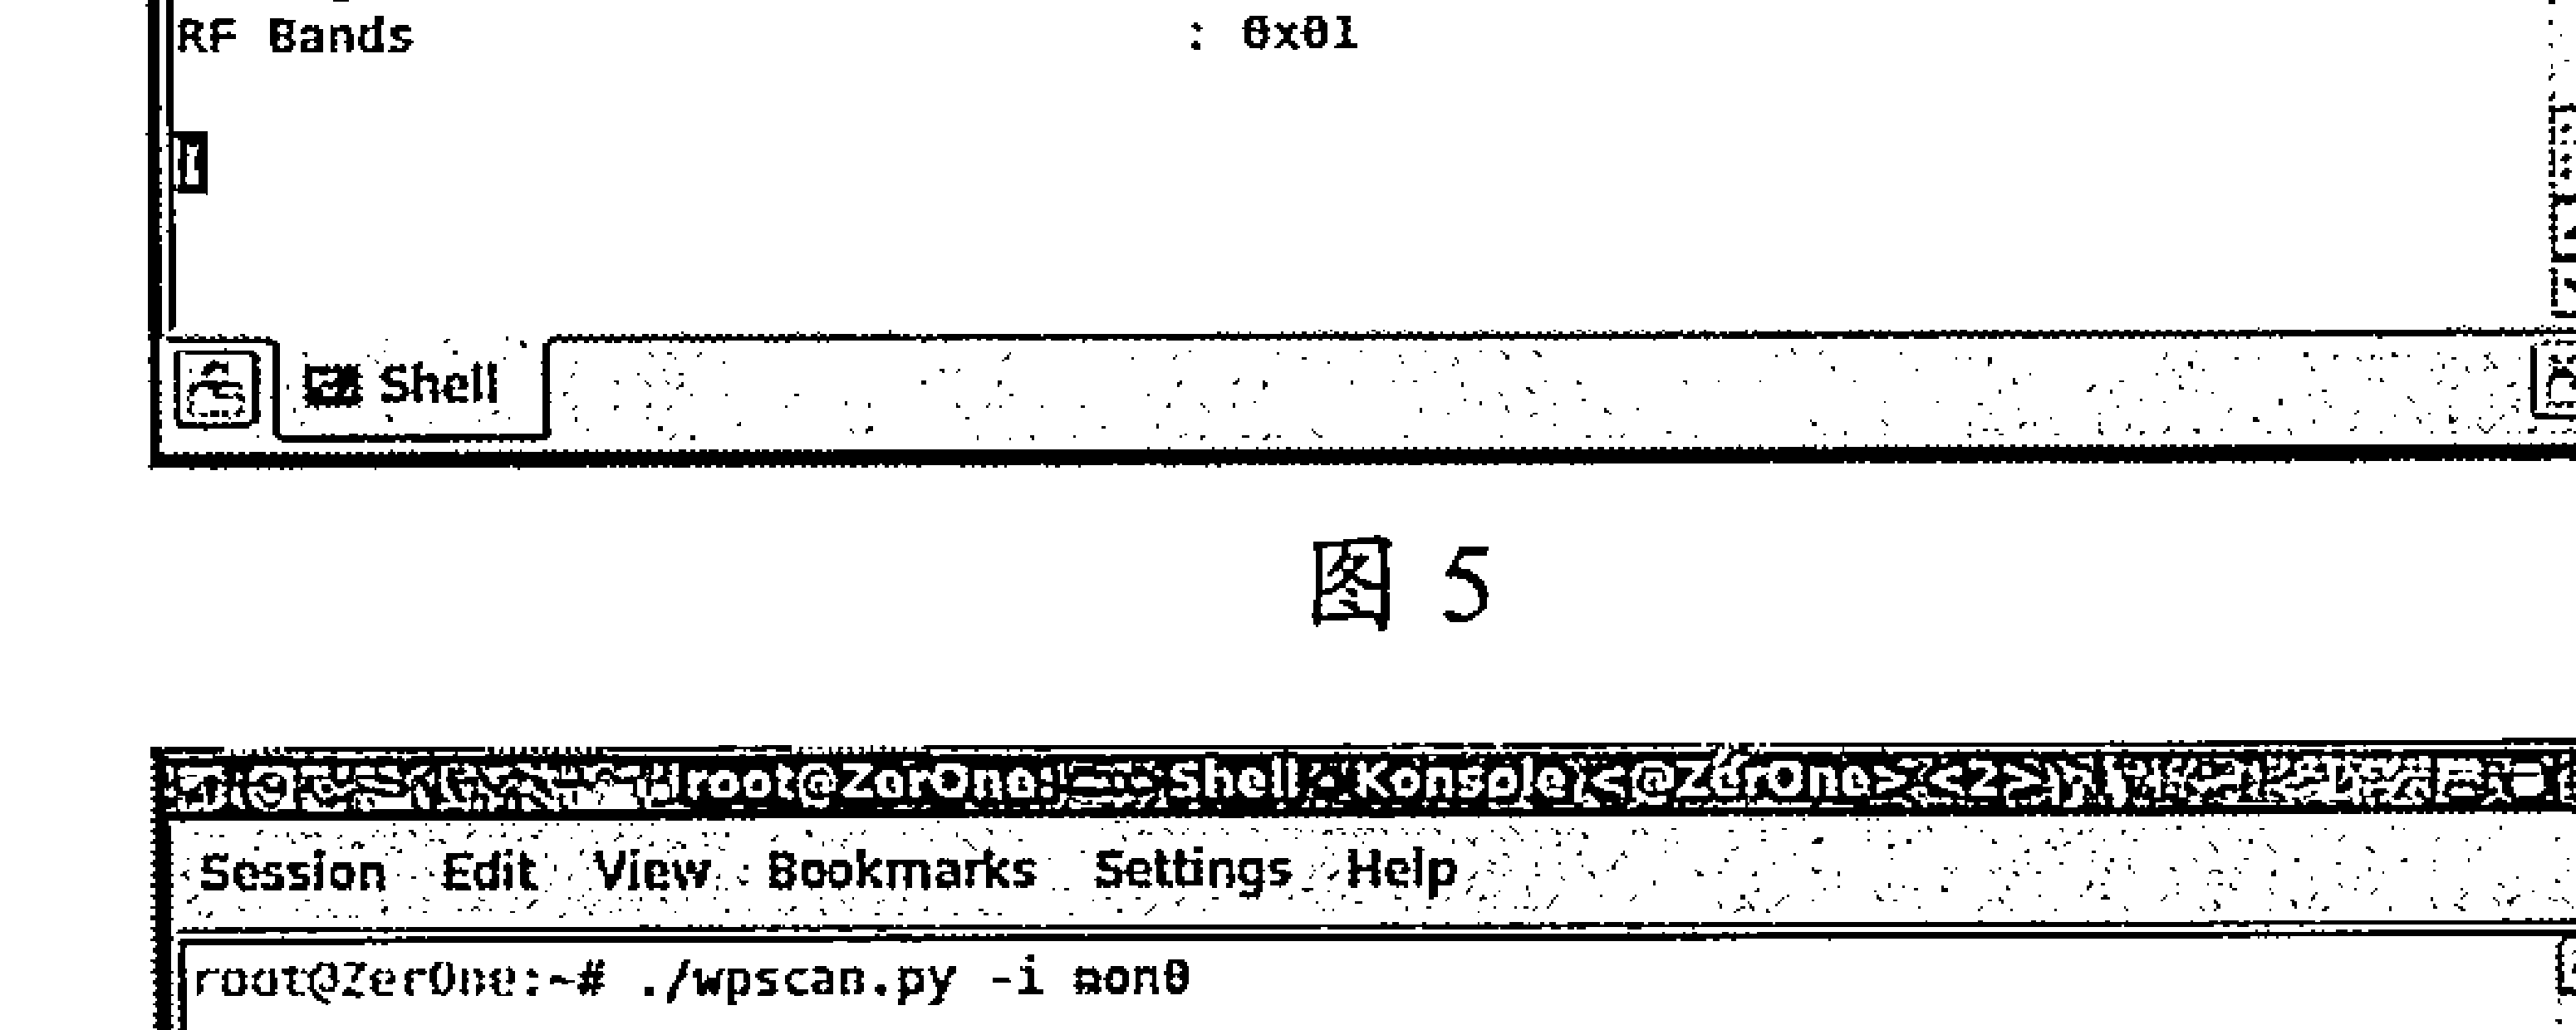 RF Bands : 0x01
Shell
图 5
root@ZerOne: - Shell - Konsole <@ZerOne> <2>
Session Edit View Bookmarks Settings Help
root@ZerOne:~# ./wpscan.py -i mon0